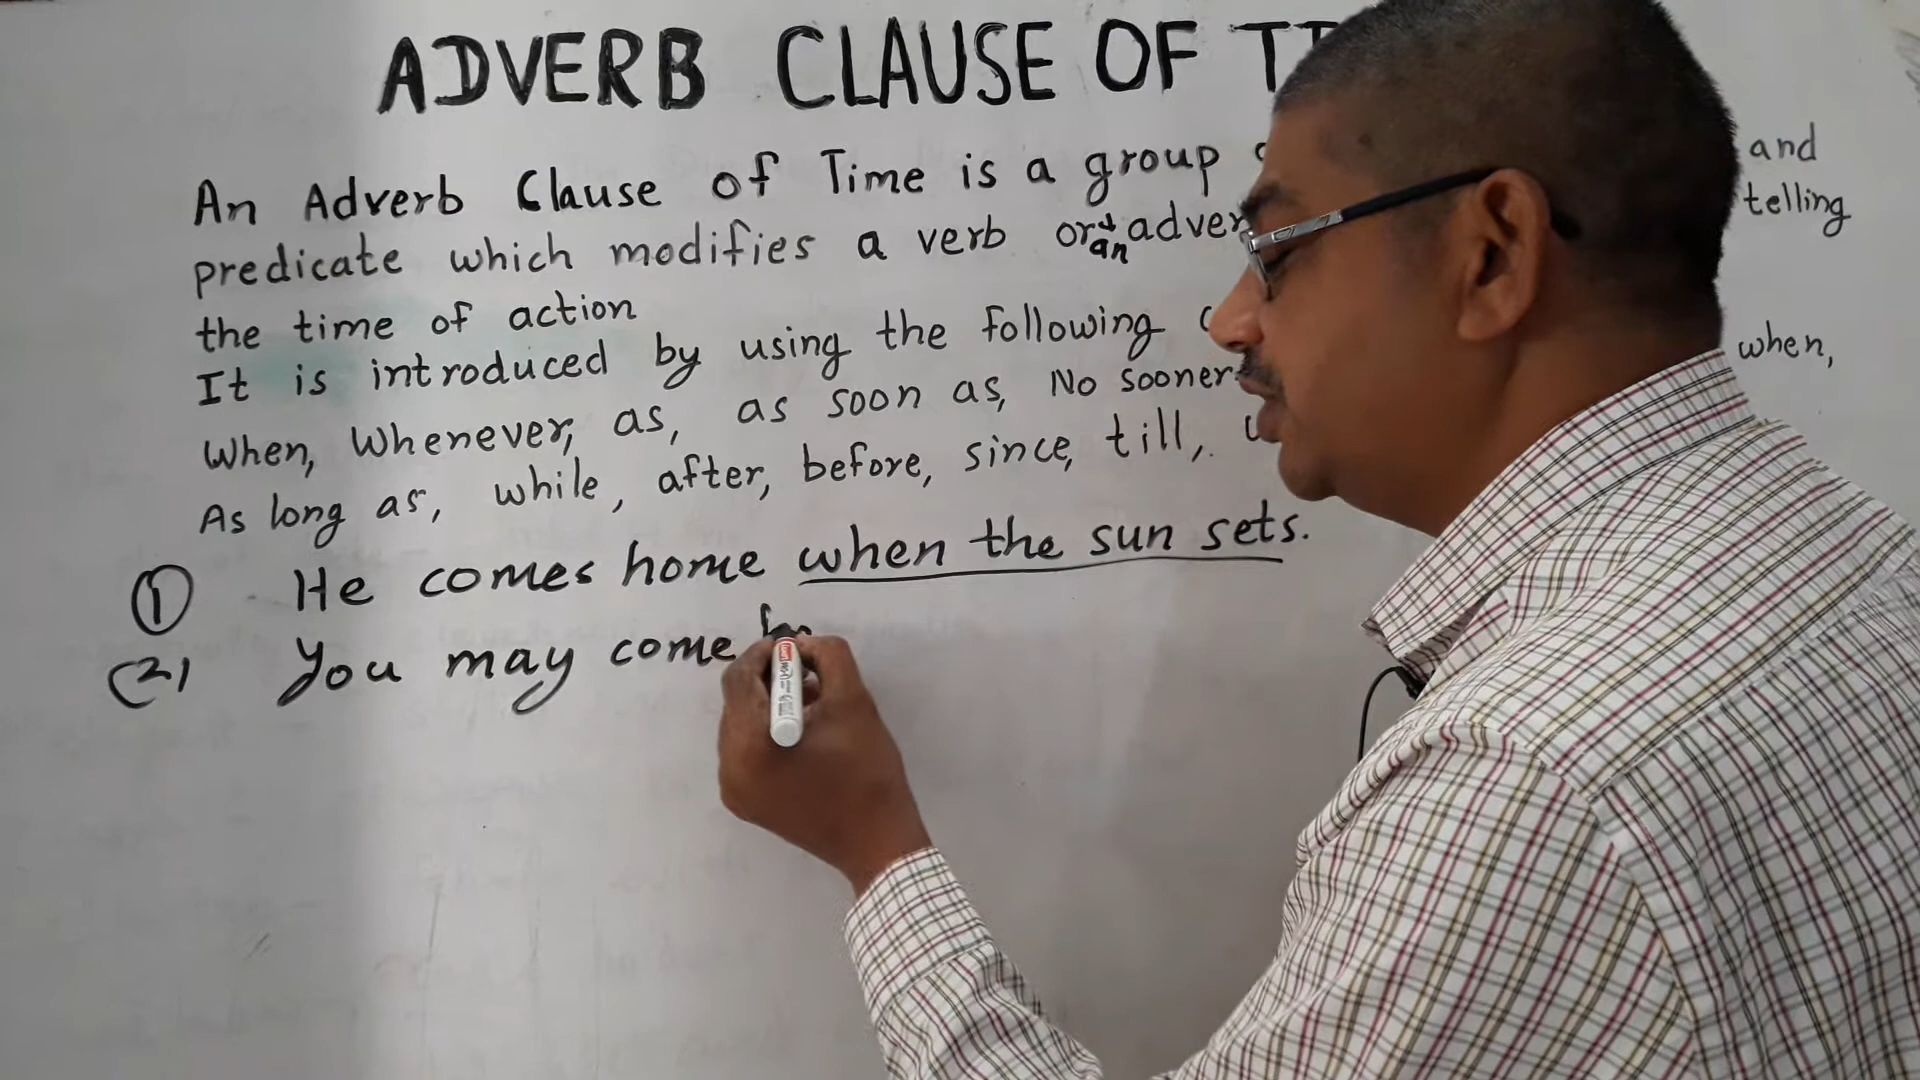 ADVERB CLAUSE OF
An Adverb Clause of Time is a group and
predicate which modifies a verb or an adver telling
the time of action
It is introduced by using the following
When, Whenever, as, as soon as, No sooner when,
As long as, while, after, before, since, till,
1 He comes home when the sun sets.
(2) You may come